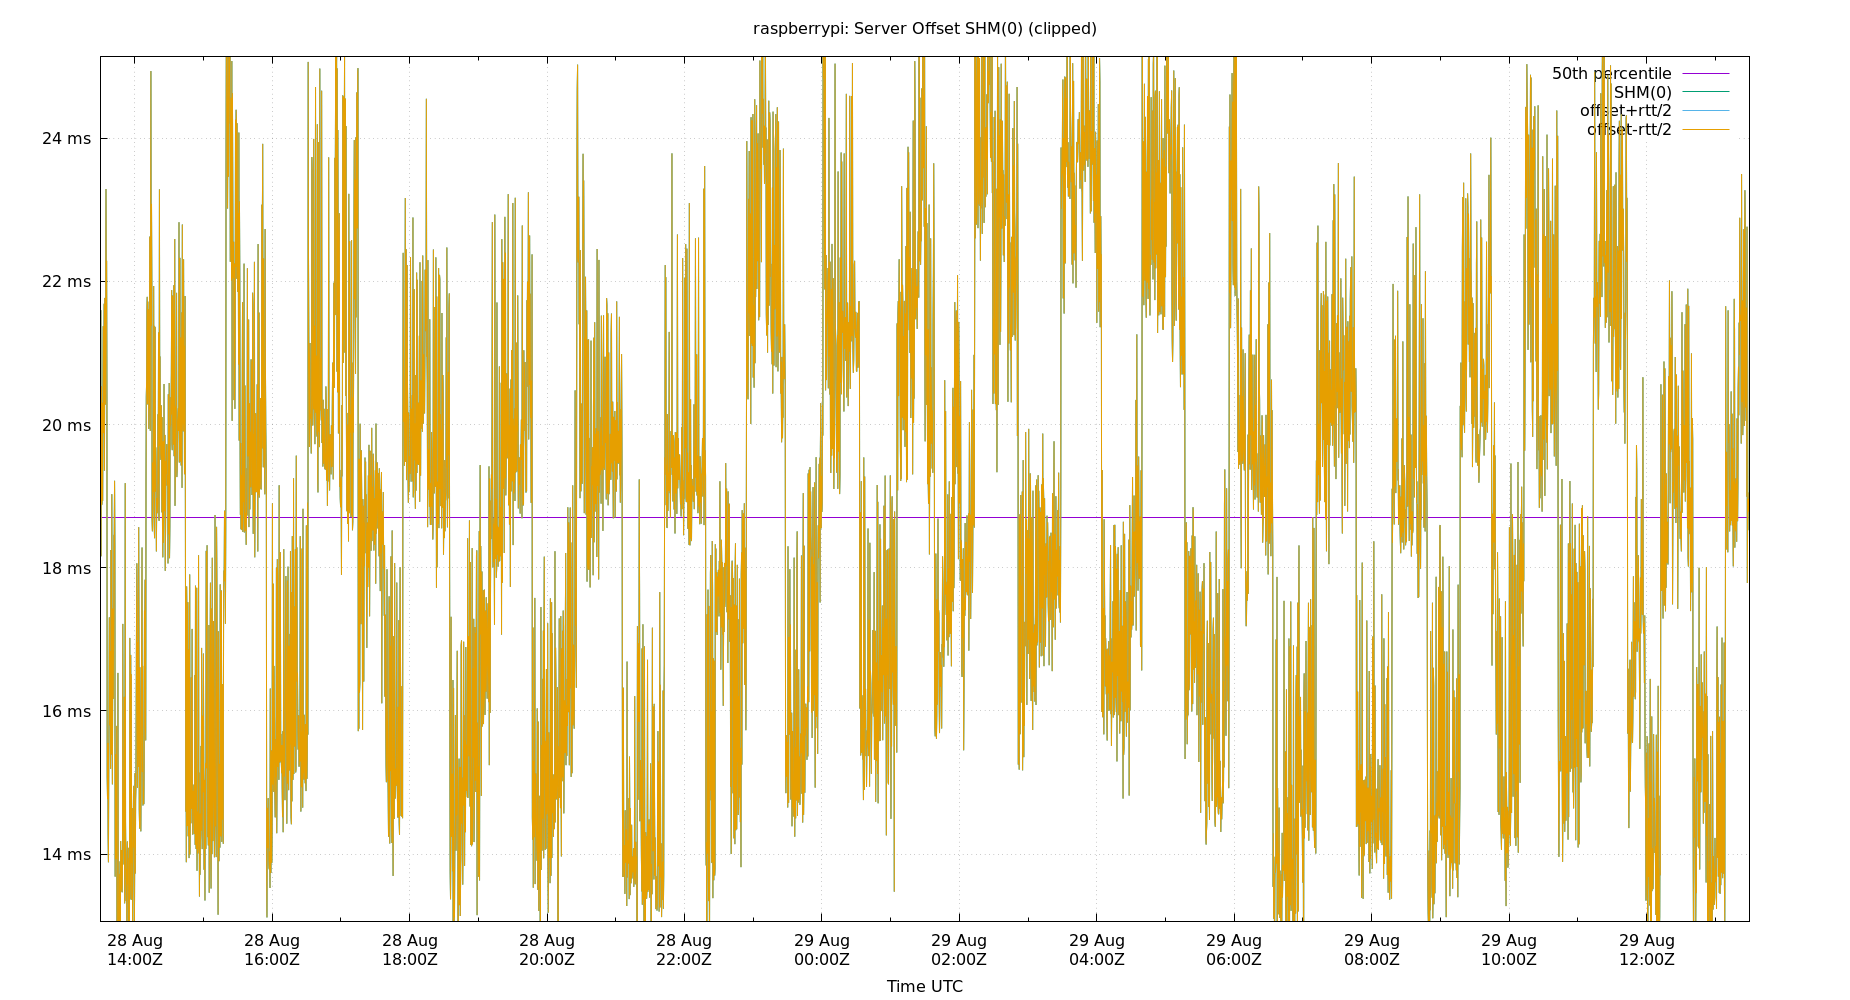 raspberrypi: Server Offset SHM(0) (clipped)
50th percentile
SHM(0)
offset+rtt/2
offset-rtt/2
24 ms
22 ms
20 ms
18 ms
16 ms
14 ms
28 Aug 28 Aug 28 Aug 28 Aug 28 Aug 29 Aug 29 Aug 29 Aug 29 Aug 29 Aug 29 Aug 29 Aug
14:00Z 16:00Z 18:00Z 20:00Z 22:00Z 00:00Z 02:00Z 04:00Z 06:00Z 08:00Z 10:00Z 12:00Z
Time UTC